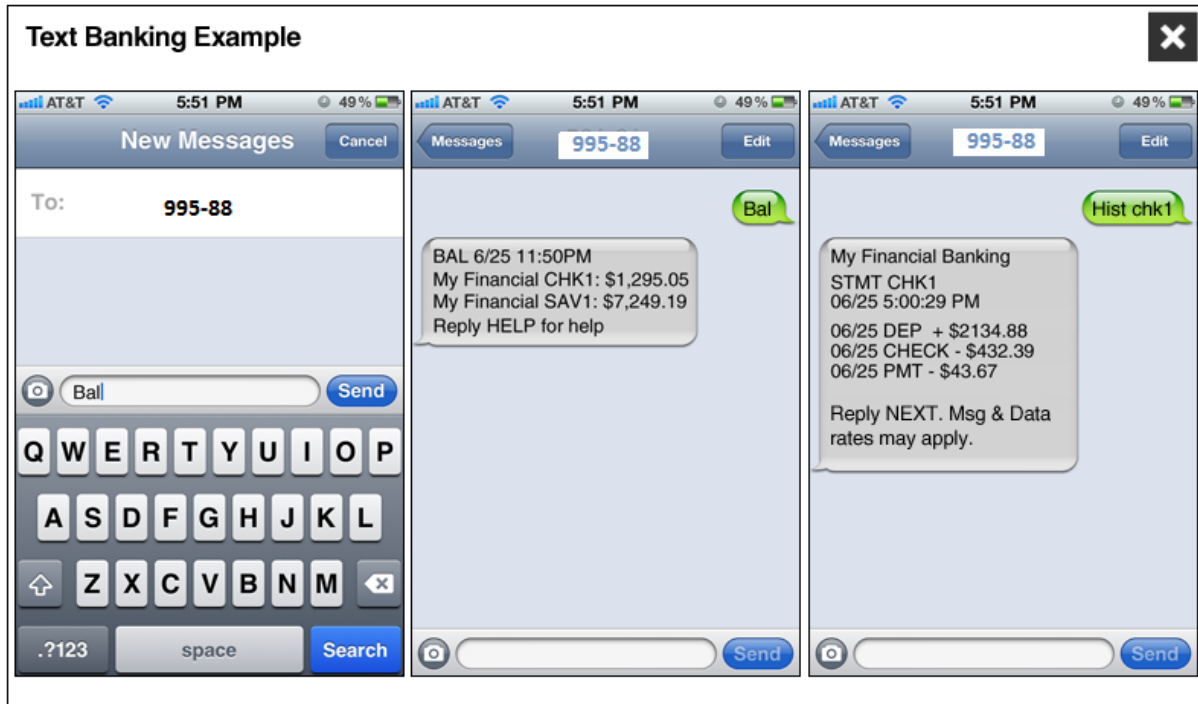 Text Banking Example
AT&T 5:51 PM 49%
New Messages Cancel
To: 995-88
Bal
Send
Q W E R T Y U I O P
A S D F G H J K L
Z X C V B N M
.?123 space Search
AT&T 5:51 PM 49%
Messages 995-88 Edit
Bal
BAL 6/25 11:50PM
My Financial CHK1: $1,295.05
My Financial SAV1: $7,249.19
Reply HELP for help
Send
AT&T 5:51 PM 49%
Messages 995-88 Edit
Hist chk1
My Financial Banking
STMT CHK1
06/25 5:00:29 PM
06/25 DEP + $2134.88
06/25 CHECK - $432.39
06/25 PMT - $43.67
Reply NEXT. Msg & Data
rates may apply.
Send